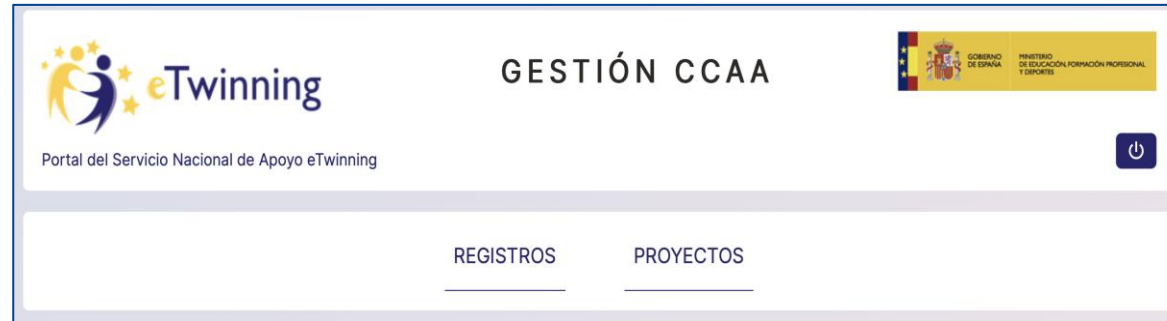 eTwinning
GESTIÓN CCAA
GOBIERNO
DE ESPAÑA
MINISTERIO
DE EDUCACIÓN, FORMACIÓN PROFESIONAL
Y DEPORTES
Portal del Servicio Nacional de Apoyo eTwinning
REGISTROS PROYECTOS